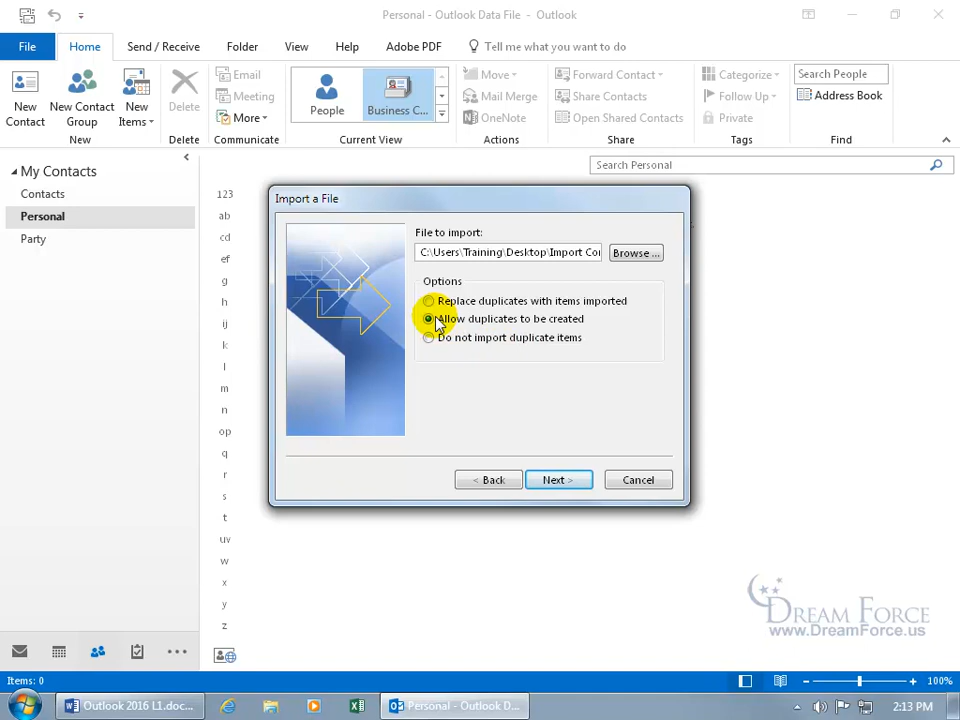 Personal - Outlook Data File - Outlook
File Home Send / Receive Folder View Help Adobe PDF Tell me what you want to do
New Contact
New Contact Group
New Items
New
Delete
Delete
Email
Meeting
More
Communicate
People
Business C...
Current View
Move
Mail Merge
OneNote
Actions
Forward Contact
Share Contacts
Open Shared Contacts
Share
Categorize
Follow Up
Private
Tags
Search People
Address Book
Find
My Contacts
Contacts
Personal
Party
Search Personal
123
ab
cd
ef
g
h
ij
k
l
m
n
op
q
r
s
t
uv
w
x
y
z
Import a File
File to import:
C:\Users\Training\Desktop\Import Co
Browse ...
Options
Replace duplicates with items imported
Allow duplicates to be created
Do not import duplicate items
< Back
Next >
Cancel
DREAM FORCE
www.DreamForce.us
Items: 0
100%
Outlook 2016 L1.doc...
Personal - Outlook D...
2:13 PM